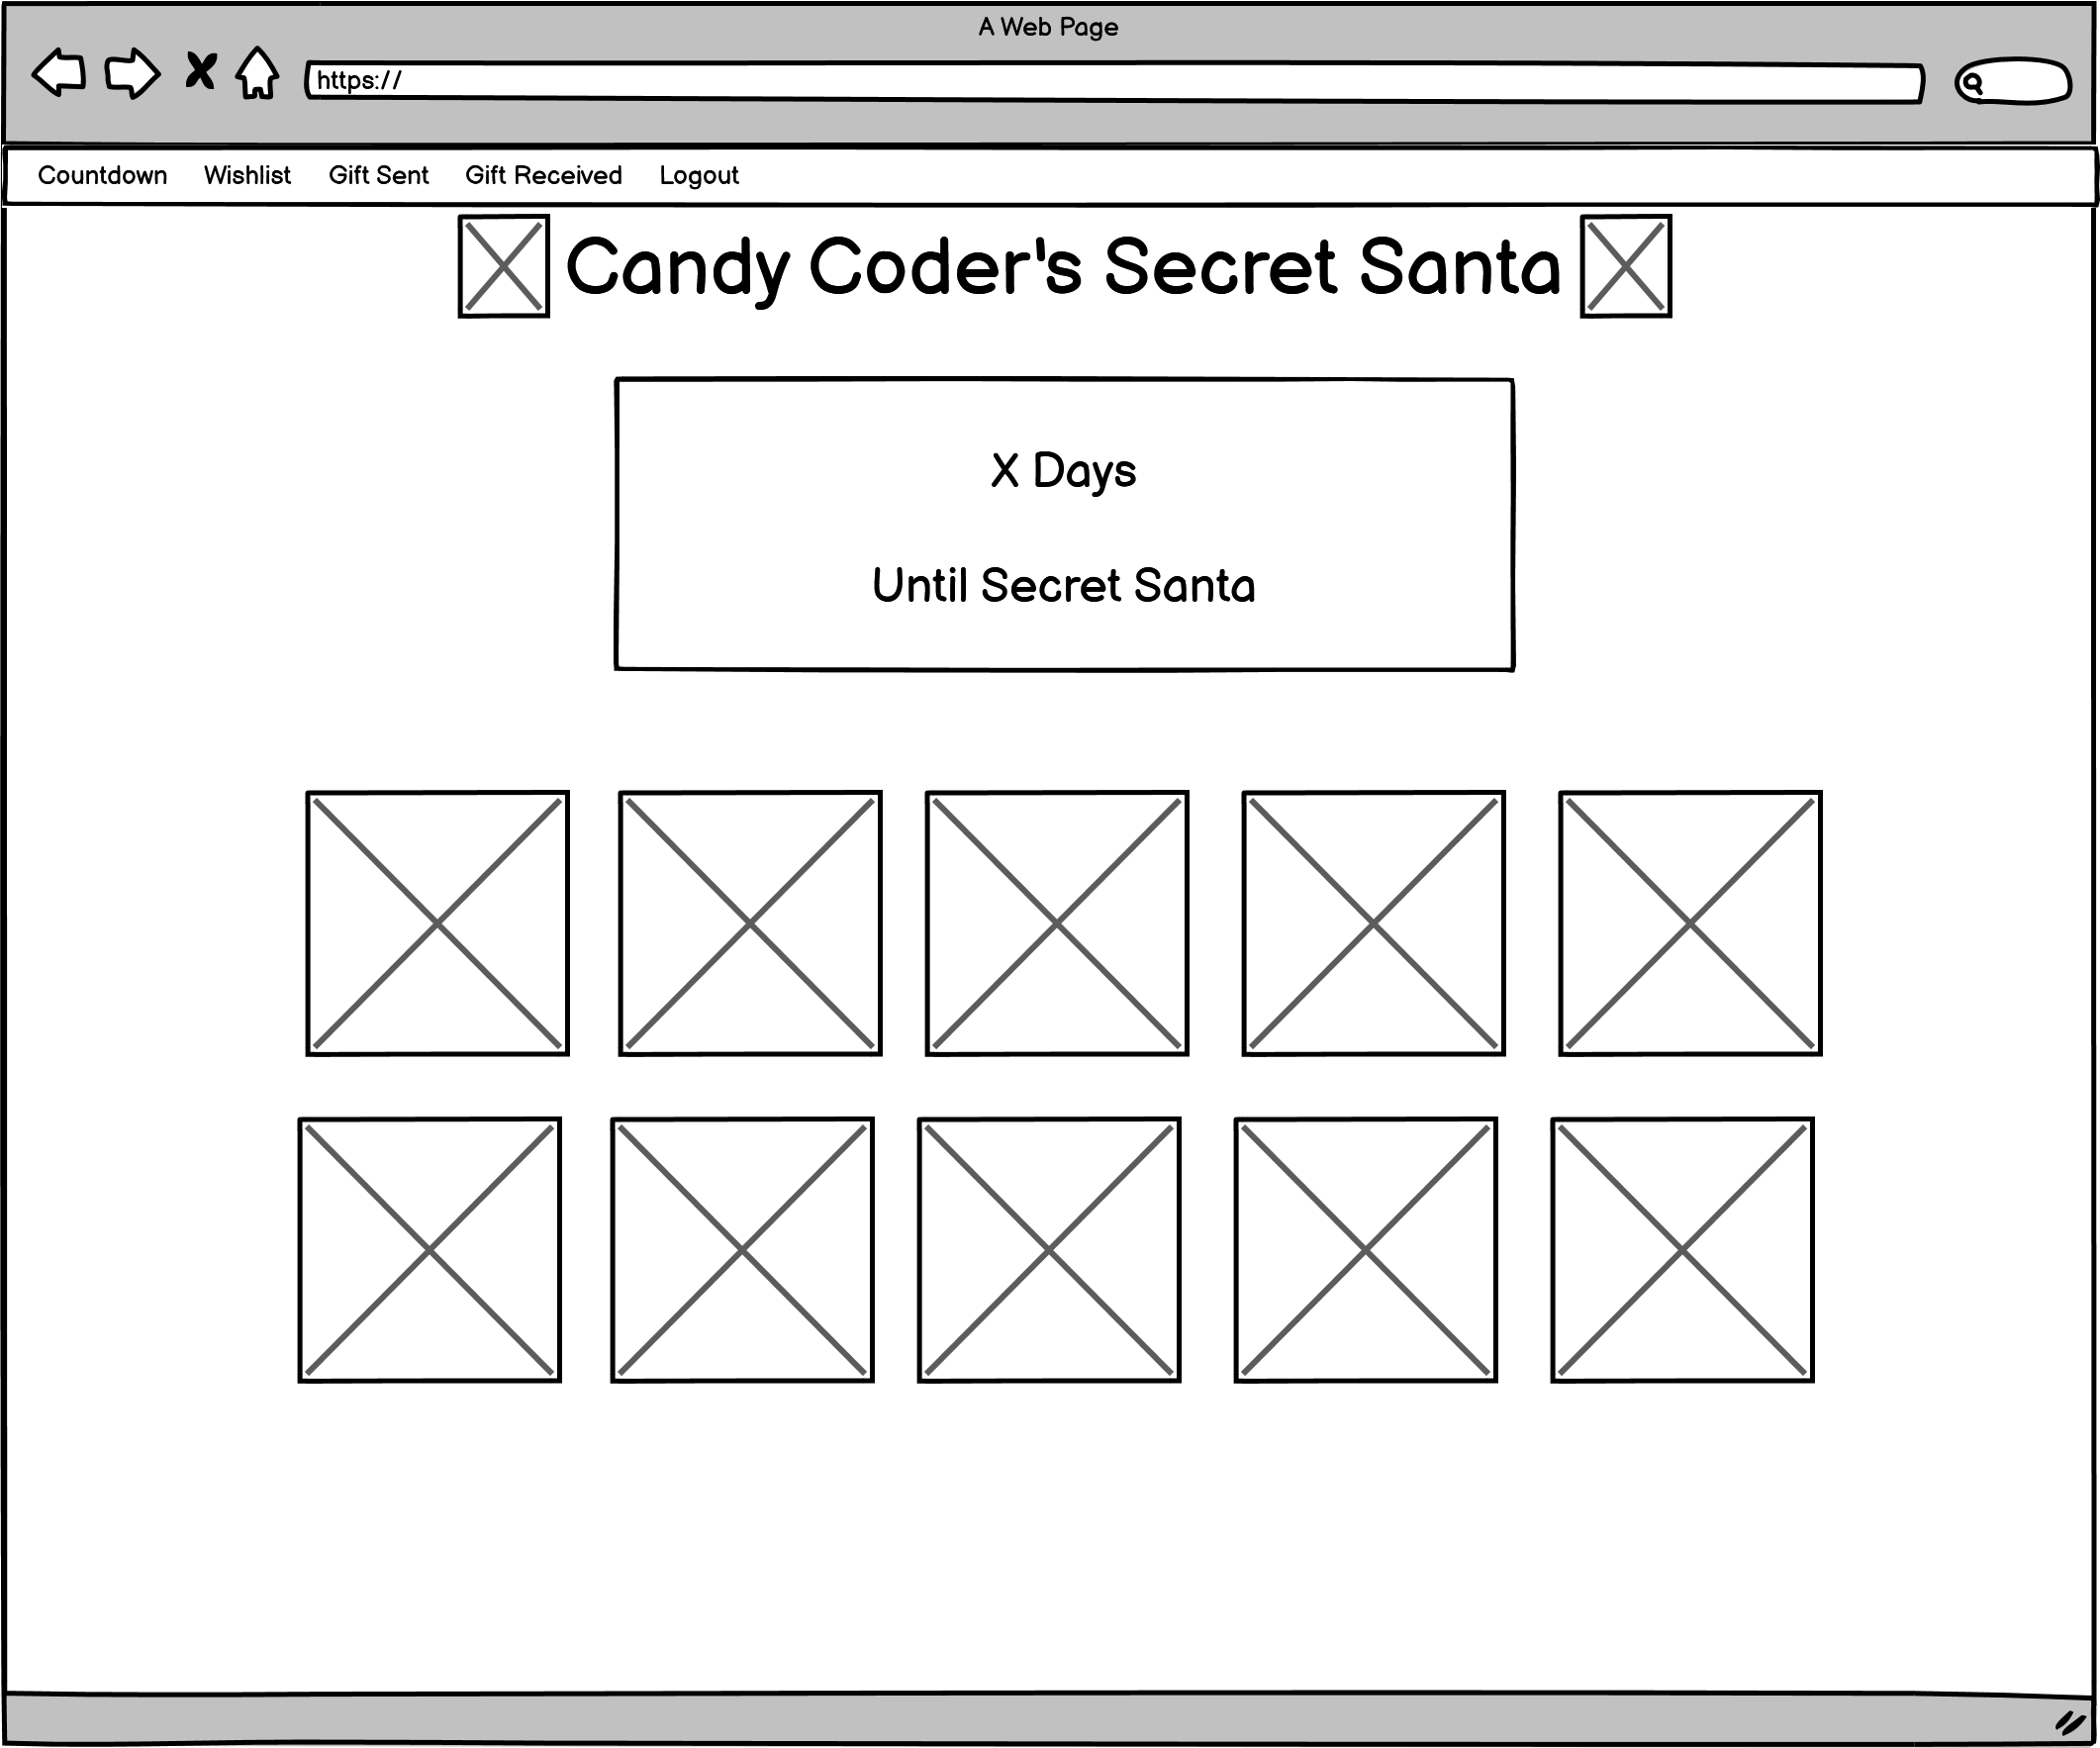 A Web Page
https://
Countdown Wishlist Gift Sent Gift Received Logout
Candy Coder's Secret Santa
X Days
Until Secret Santa